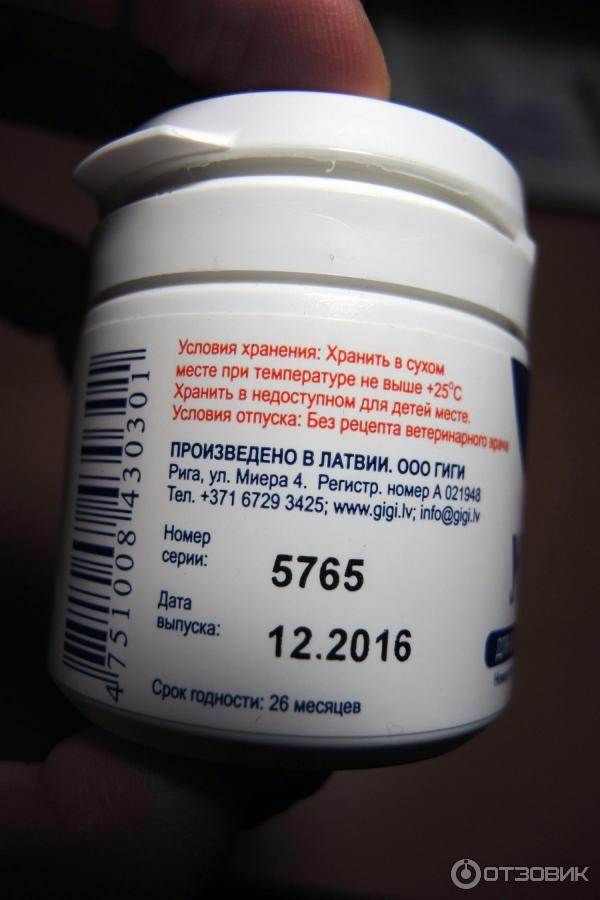 Условия хранения: Хранить в сухом
месте при температуре не выше +25°C
Хранить в недоступном для детей месте.
Условия отпуска: Без рецепта ветеринарного врача
ПРОИЗВЕДЕНО В ЛАТВИИ. ООО ГИГИ
Рига, ул. Миера 4. Регистр. номер А 021948
Тел. +371 6729 3425; www.gigi.lv; info@gigi.lv
Номер
серии: 5765
Дата
выпуска: 12.2016
Срок годности: 26 месяцев
4751008430301
ОТЗОВИК